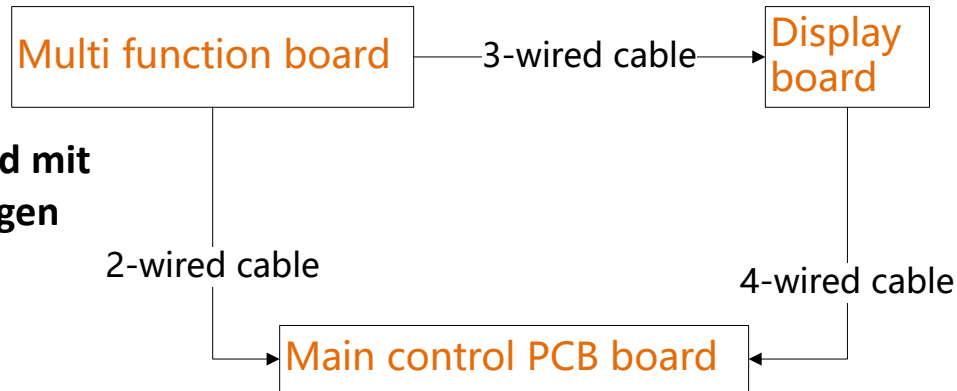 Multi function board
3-wired cable
Display
board
d mit
gen
2-wired cable
4-wired cable
Main control PCB board